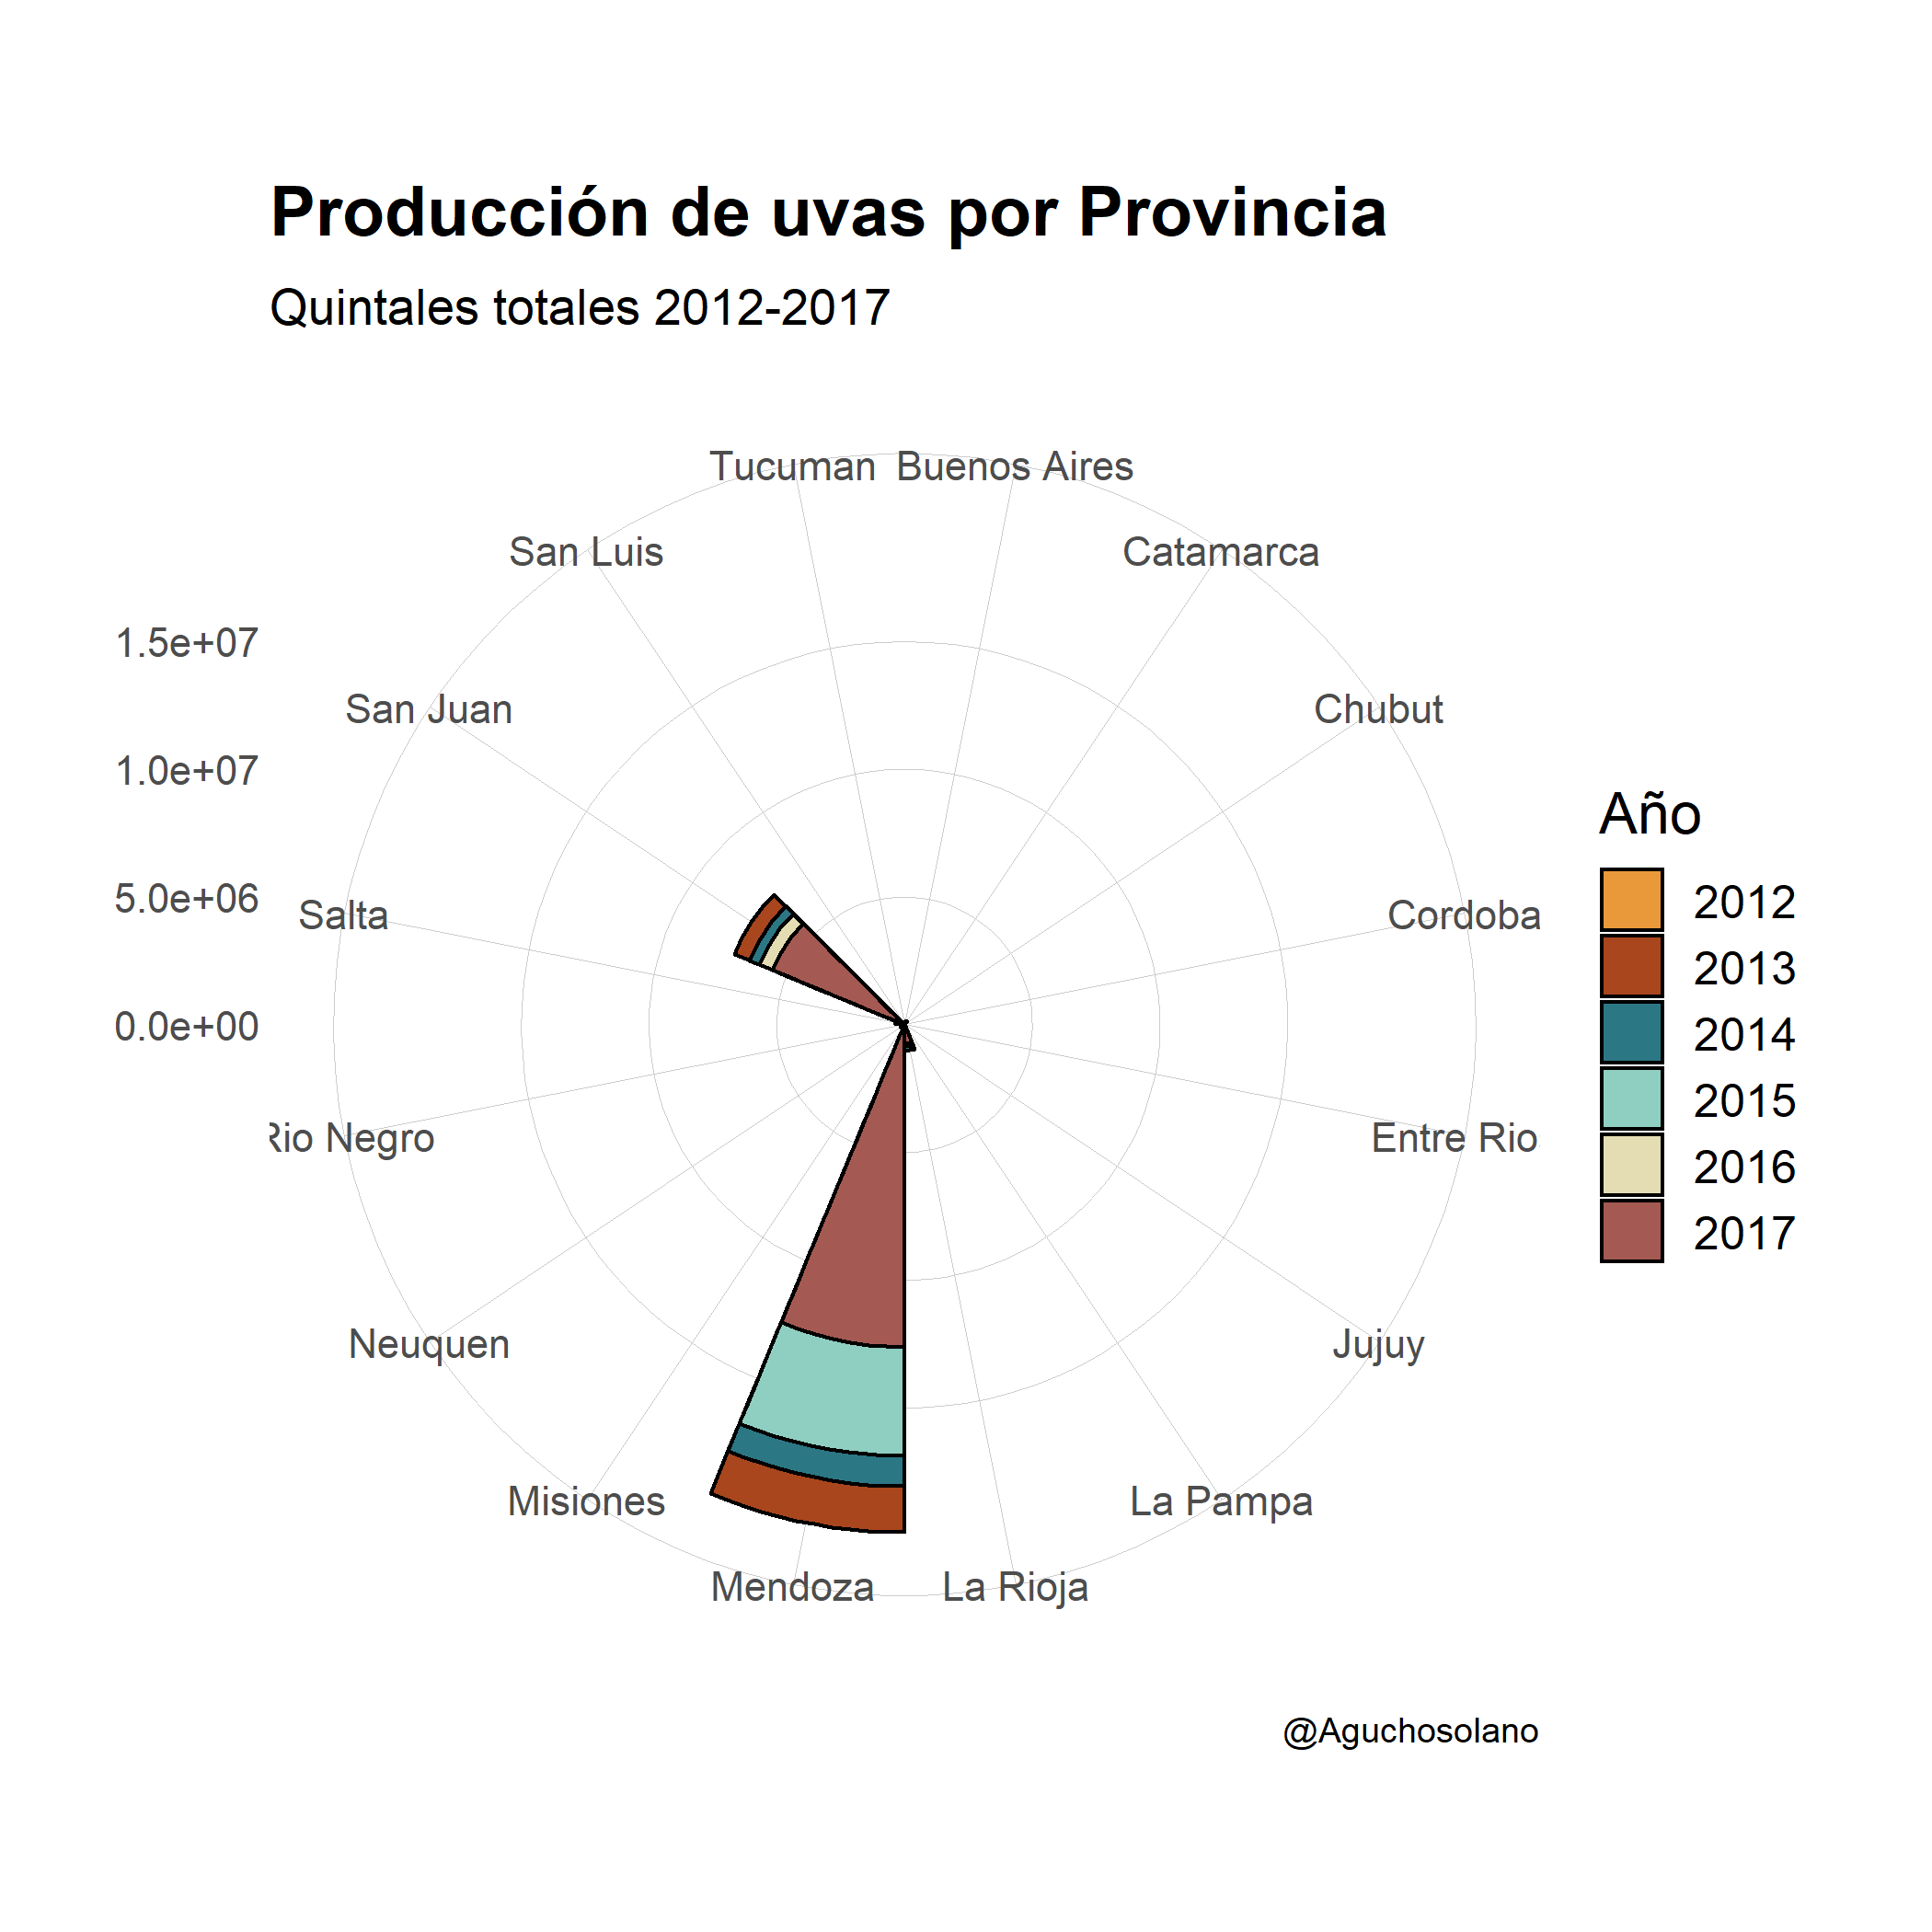 Producción de uvas por Provincia
Quintales totales 2012-2017
Tucuman
Buenos Aires
San Luis
Catamarca
1.5e+07
San Juan
Chubut
1.0e+07
Año
5.0e+06
Salta
Cordoba
2012
2013
0.0e+00
2014
2015
Rio Negro
Entre Rio
2016
2017
Neuquen
Jujuy
Misiones
La Pampa
Mendoza
La Rioja
@Aguchosolano